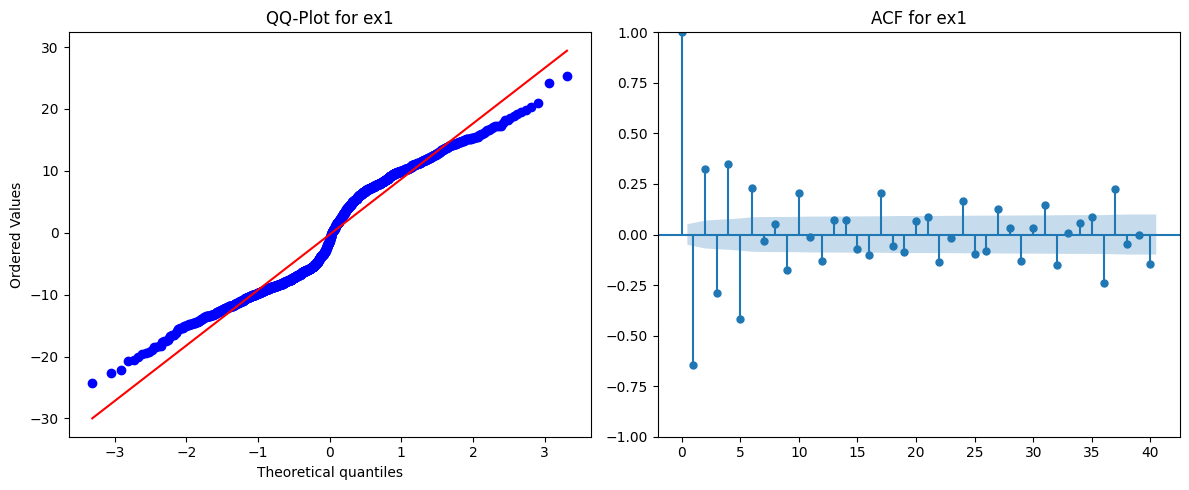 QQ-Plot for ex1
Ordered Values
30
20
10
0
−10
−20
−30
−3 −2 −1 0 1 2 3
Theoretical quantiles
ACF for ex1
1.00
0.75
0.50
0.25
0.00
−0.25
−0.50
−0.75
−1.00
0 5 10 15 20 25 30 35 40